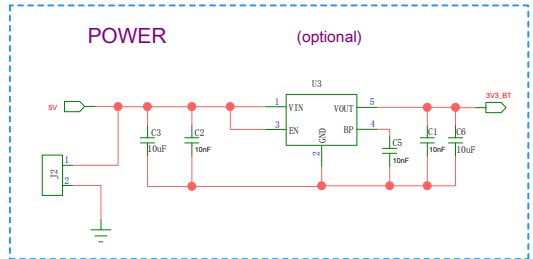 POWER
(optional)
U3
5V
1
VIN
VOUT
5
3V3_BT
3
EN
BP
4
GND
2
C3
10uF
C2
10nF
C5
10nF
C1
10nF
C6
10uF
J2
1
2